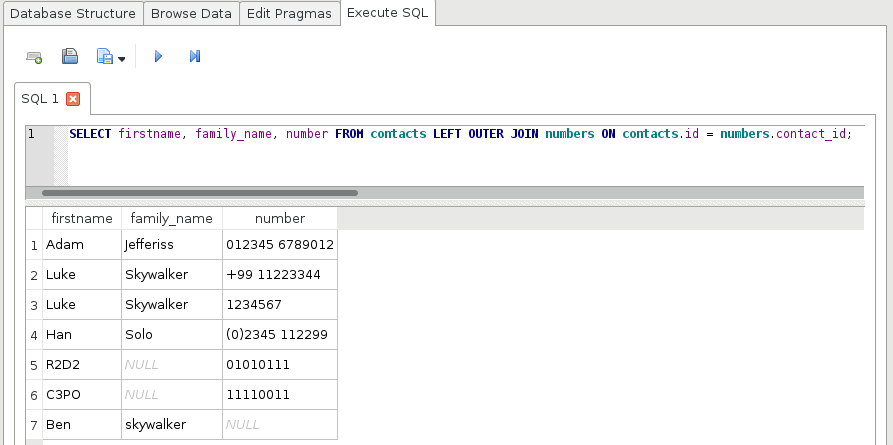 Database Structure Browse Data Edit Pragmas Execute SQL
SQL 1
1 SELECT firstname, family_name, number FROM contacts LEFT OUTER JOIN numbers ON contacts.id = numbers.contact_id;
firstname family_name number
1 Adam Jefferiss 012345 6789012
2 Luke Skywalker +99 11223344
3 Luke Skywalker 1234567
4 Han Solo (0)2345 112299
5 R2D2 NULL 01010111
6 C3PO NULL 11110011
7 Ben skywalker NULL